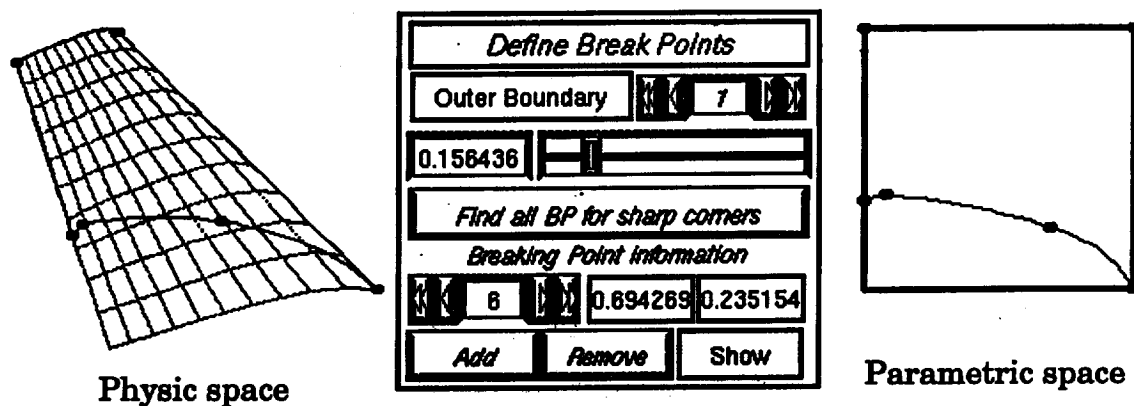 Define Break Points
Outer Boundary 1
0.156436
Find all BP for sharp corners
Breaking Point information
6 0.694269 0.235154
Add Remove Show
Physic space
Parametric space